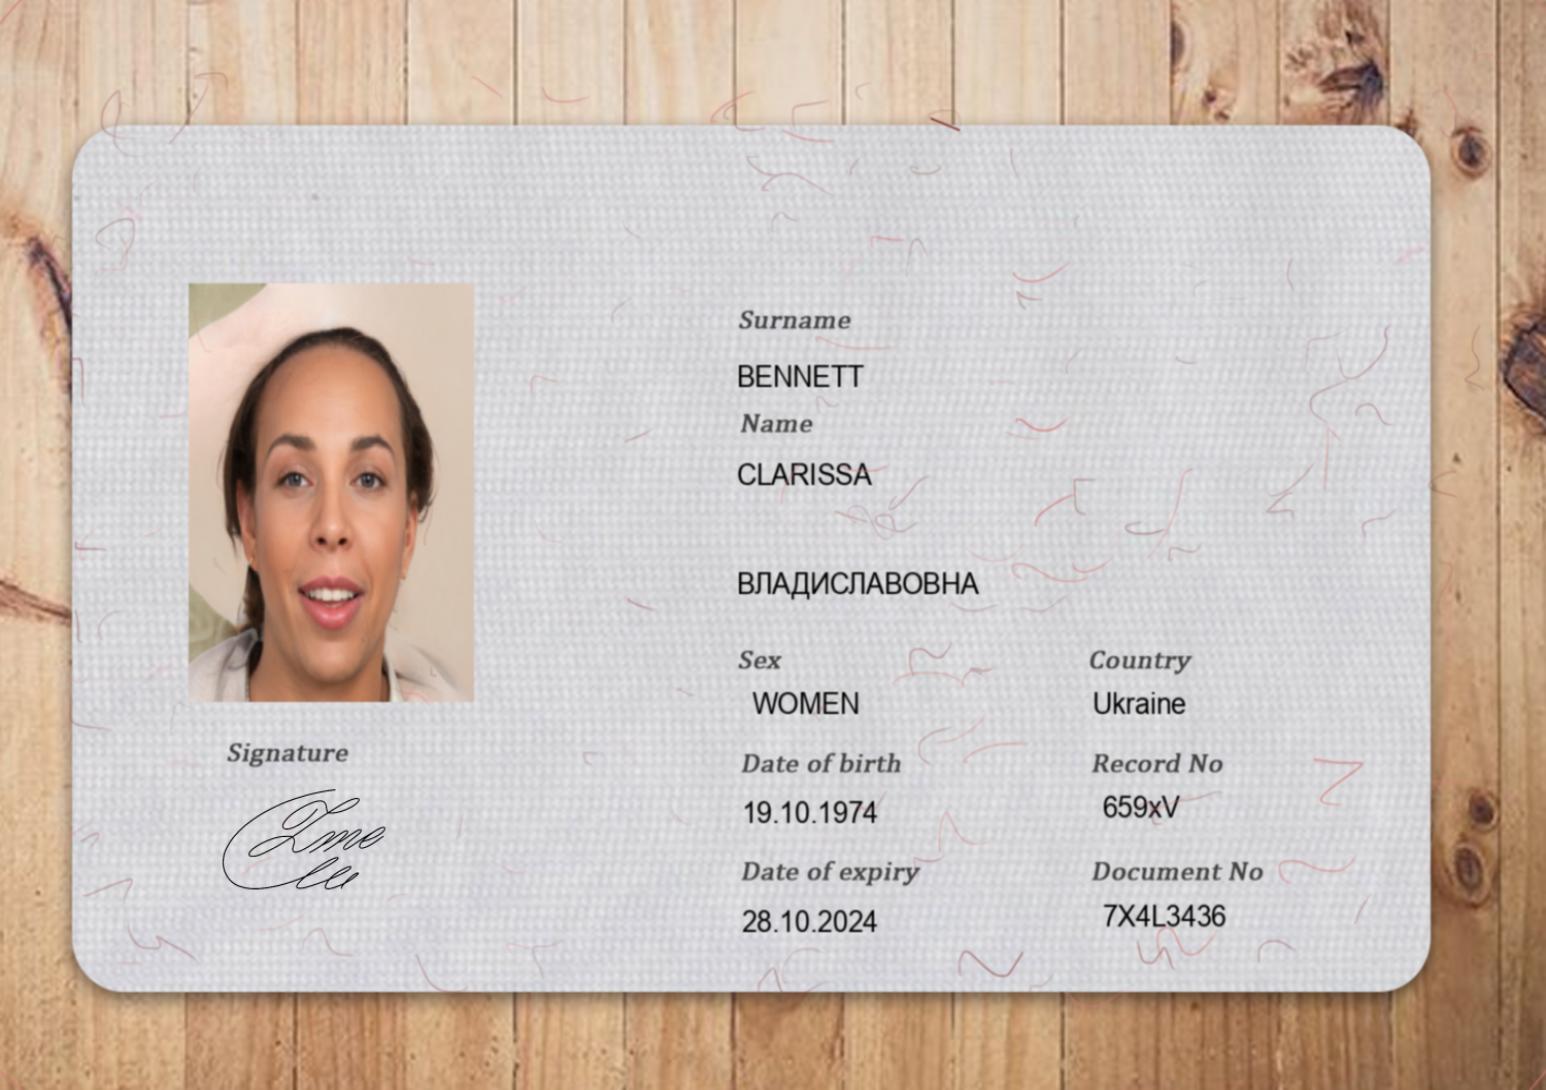 Surname
BENNETT
Name
CLARISSA
ВЛАДИСЛАВОВНА
Sex
Country
WOMEN
Ukraine
Date of birth
Record No
19.10.1974
659xV
Date of expiry
Document No
28.10.2024
7X4L3436
Signature